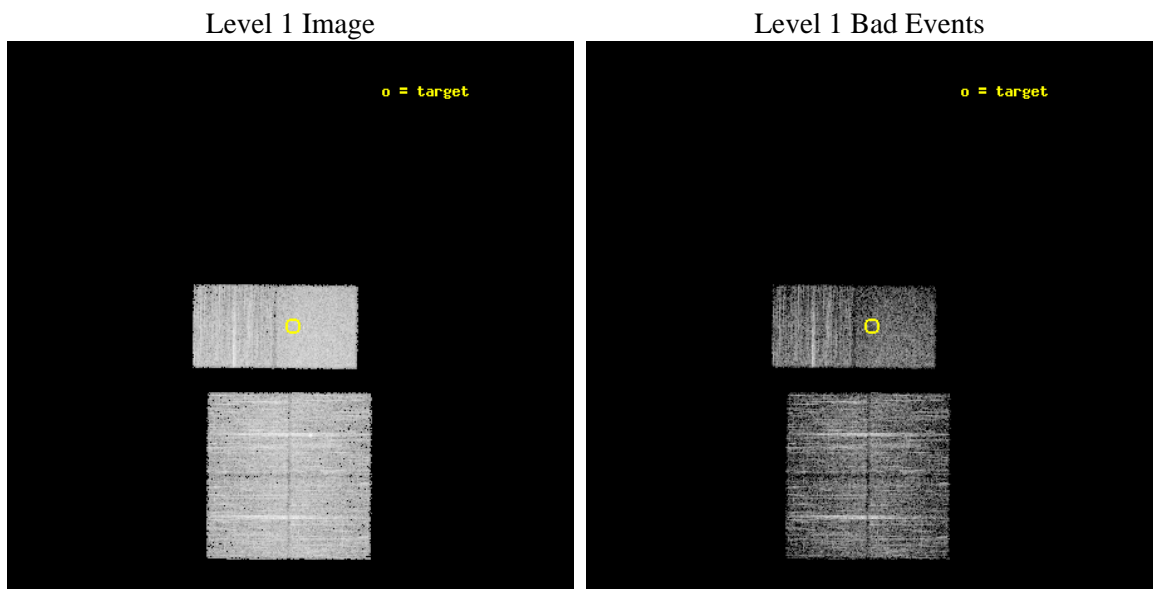 Level 1 Image
Level 1 Bad Events
o = target
o = target